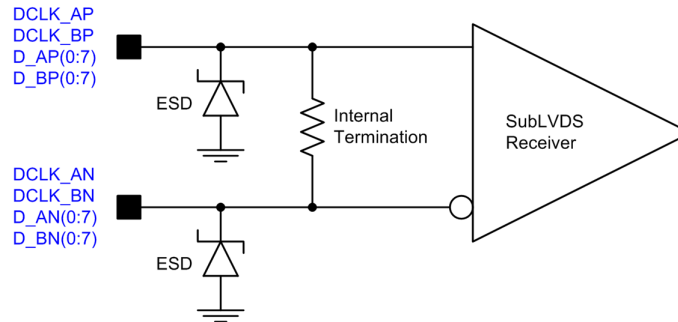 DCLK_AP
DCLK_BP
D_AP(0:7)
D_BP(0:7)
ESD
Internal
Termination
SubLVDS
Receiver
DCLK_AN
DCLK_BN
D_AN(0:7)
D_BN(0:7)
ESD